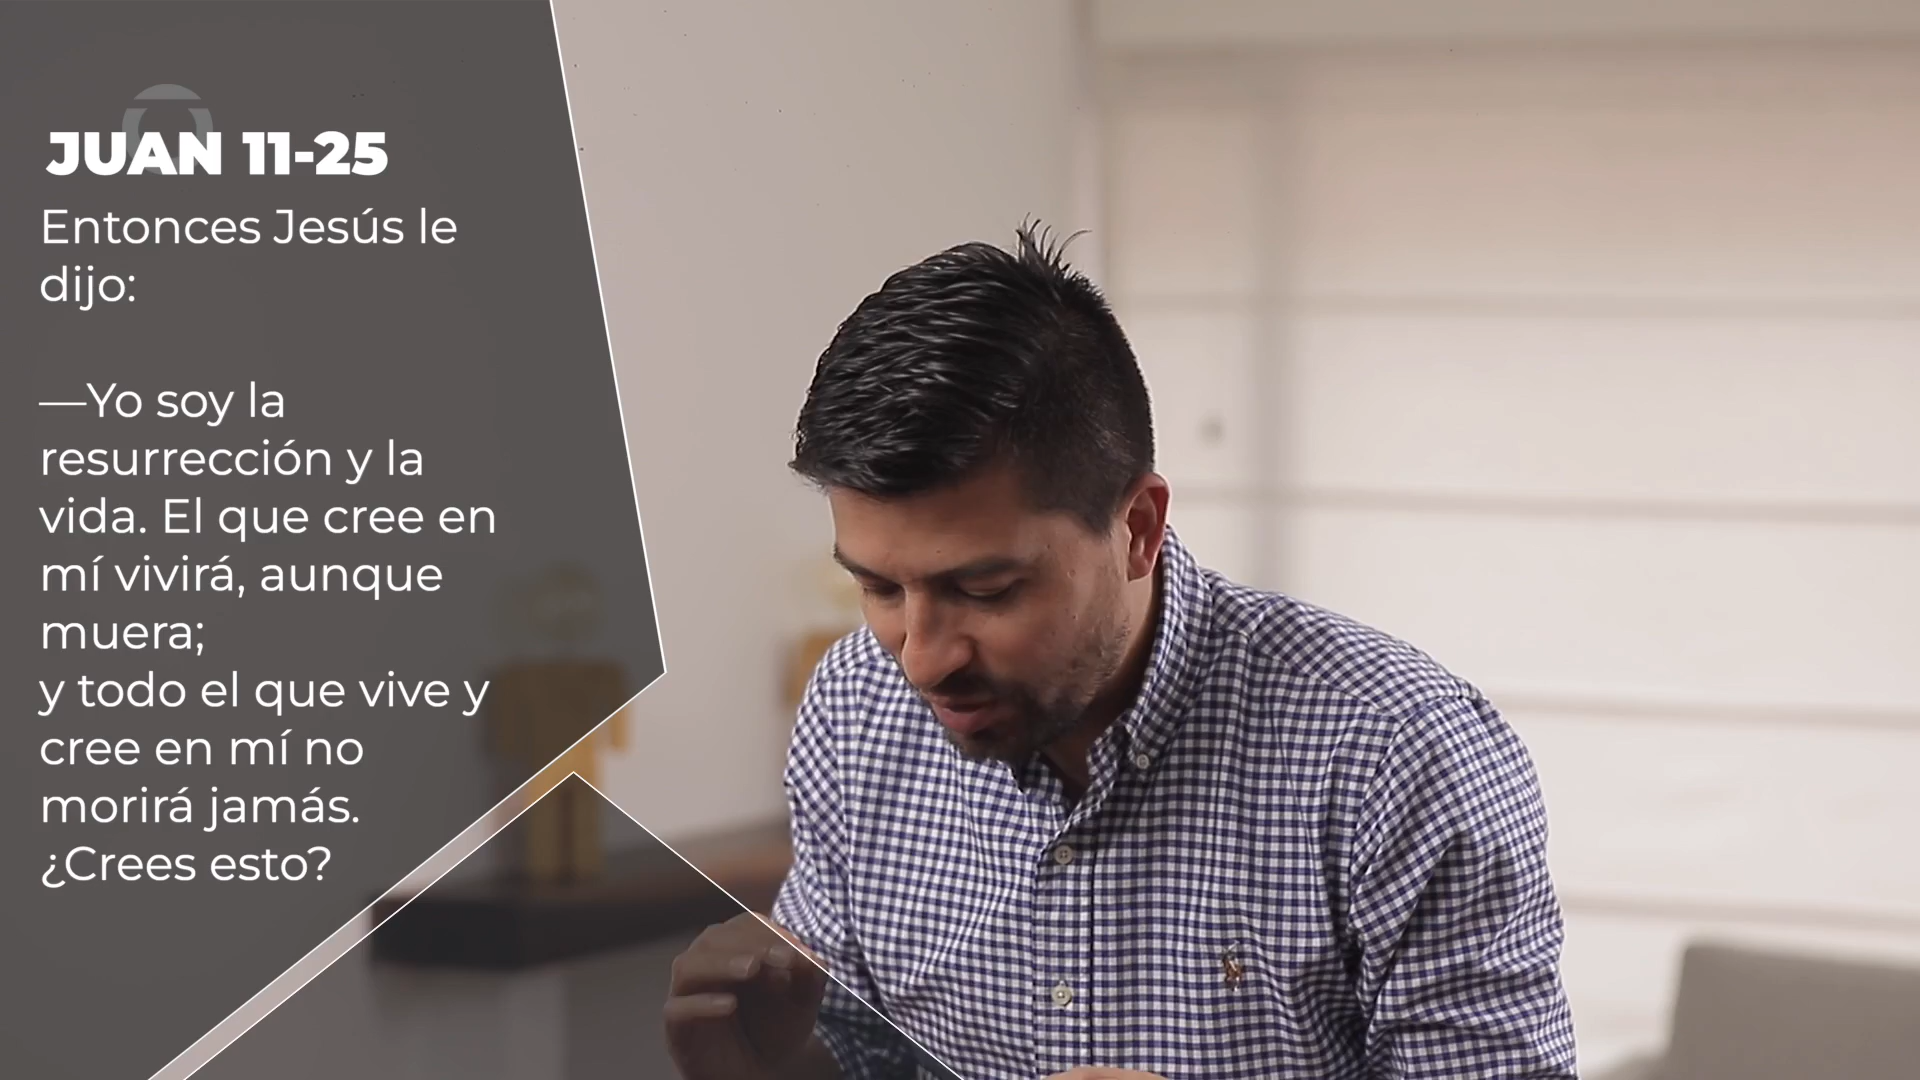 JUAN 11-25
Entonces Jesús le
dijo:
—Yo soy la
resurrección y la
vida. El que cree en
mí vivirá, aunque
muera;
y todo el que vive y
cree en mí no
morirá jamás.
¿Crees esto?